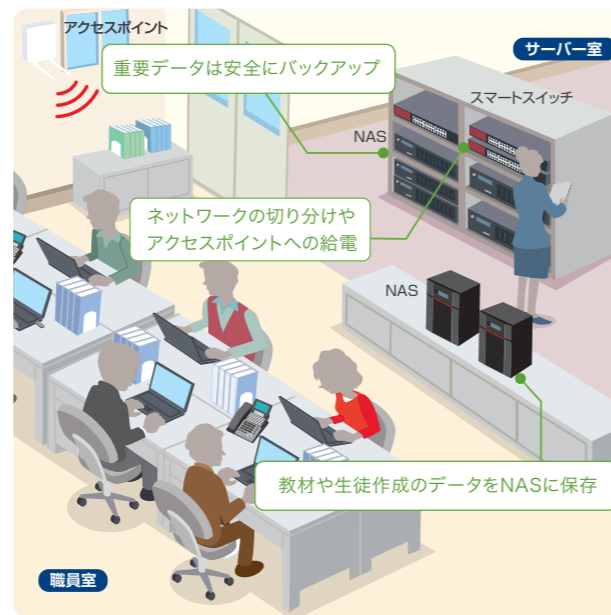 アクセスポイント
重要データは安全にバックアップ
サーバー室
スマートスイッチ
NAS
ネットワークの切り分けや
アクセスポイントへの給電
NAS
教材や生徒作成のデータをNASに保存
職員室